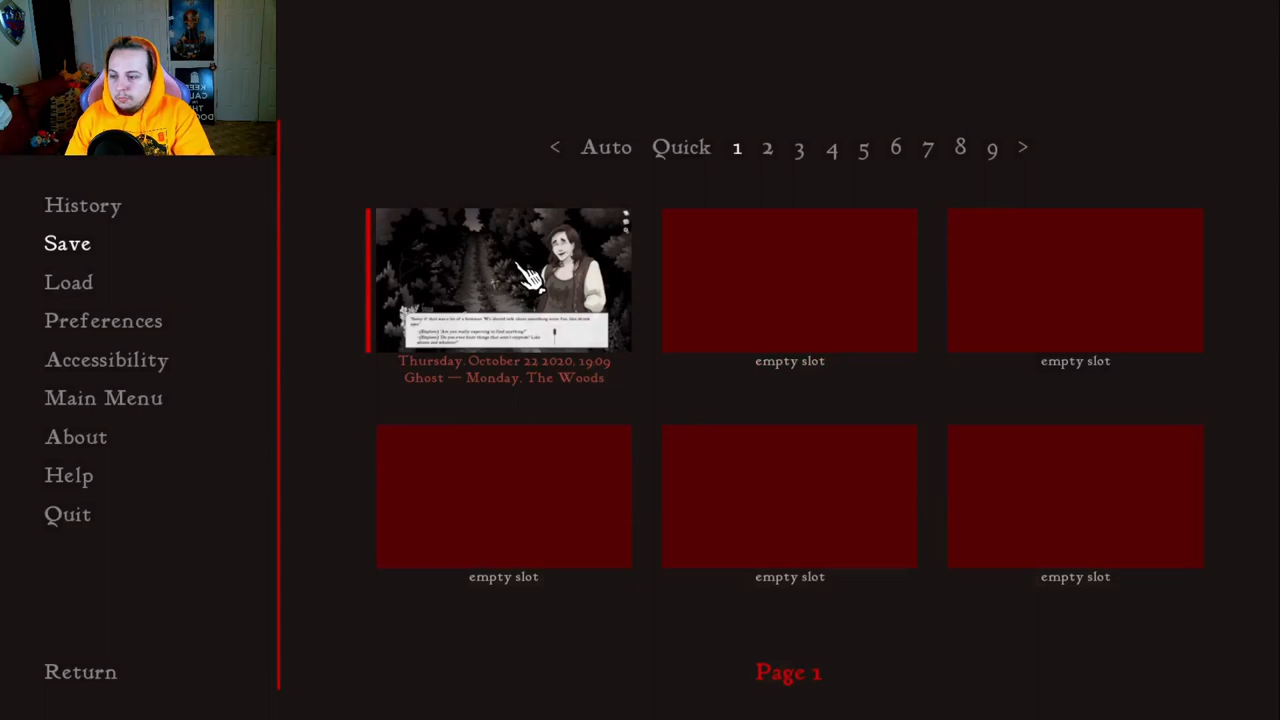 < Auto Quick 1 2 3 4 5 6 7 8 9 >
History
Save
Load
Preferences
Accessibility
Main Menu
About
Help
Quit
Return
Thursday, October 22 2020, 19:09
Ghost — Monday, The Woods
empty slot
empty slot
empty slot
empty slot
empty slot
Page 1